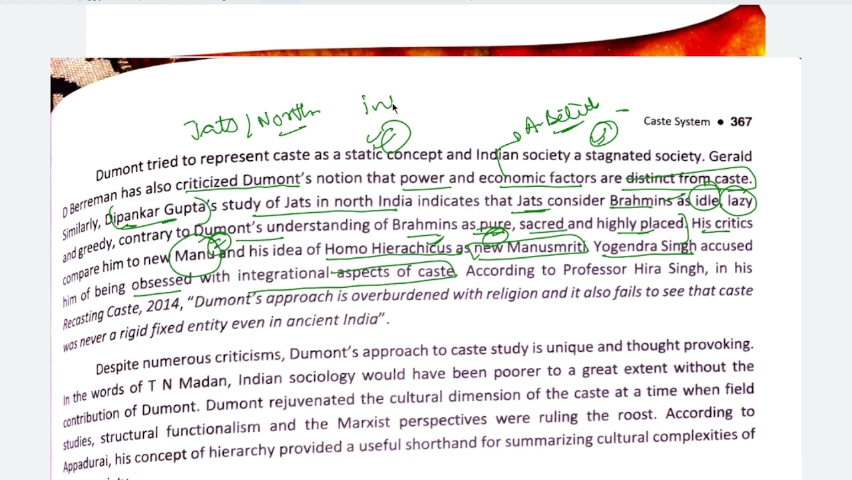 Jats / North
in
A. Béteille
Caste System • 367
Dumont tried to represent caste as a static concept and Indian society a stagnated society. Gerald
D Berreman has also criticized Dumont's notion that power and economic factors are distinct from caste.
Similarly, Dipankar Gupta's study of Jats in north India indicates that Jats consider Brahmins as idle, lazy
and greedy, contrary to Dumont's understanding of Brahmins as pure, sacred and highly placed. His critics
compare him to new Manu and his idea of Homo Hierachicus as new Manusmriti. Yogendra Singh accused
him of being obsessed with integrational aspects of caste. According to Professor Hira Singh, in his
Recasting Caste, 2014, "Dumont's approach is overburdened with religion and it also fails to see that caste
was never a rigid fixed entity even in ancient India".
Despite numerous criticisms, Dumont's approach to caste study is unique and thought provoking.
In the words of T N Madan, Indian sociology would have been poorer to a great extent without the
contribution of Dumont. Dumont rejuvenated the cultural dimension of the caste at a time when field
studies, structural functionalism and the Marxist perspectives were ruling the roost. According to
Appadurai, his concept of hierarchy provided a useful shorthand for summarizing cultural complexities of